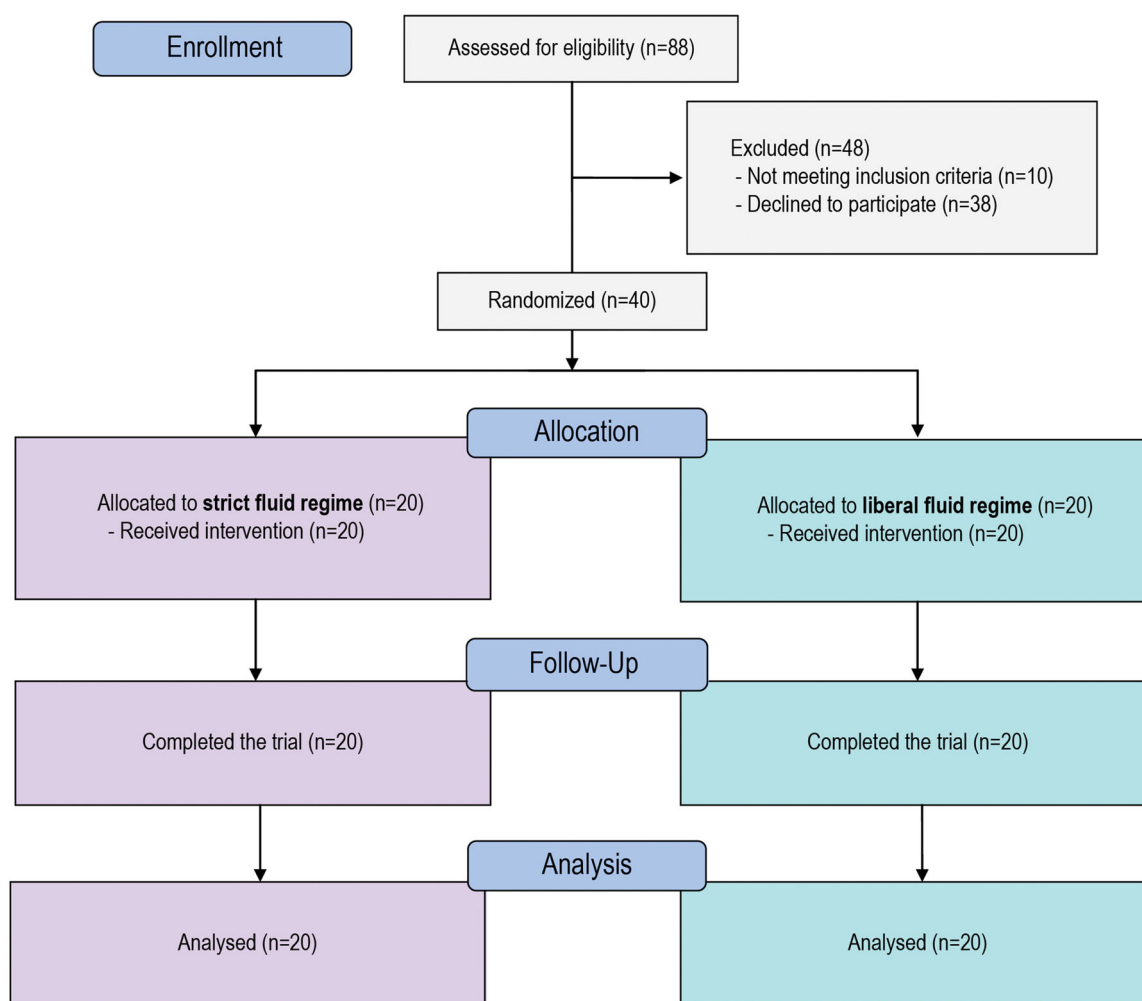 Enrollment
Assessed for eligibility (n=88)
Excluded (n=48)
- Not meeting inclusion criteria (n=10)
- Declined to participate (n=38)
Randomized (n=40)
Allocation
Allocated to strict fluid regime (n=20)
- Received intervention (n=20)
Allocated to liberal fluid regime (n=20)
- Received intervention (n=20)
Follow-Up
Completed the trial (n=20)
Completed the trial (n=20)
Analysis
Analysed (n=20)
Analysed (n=20)